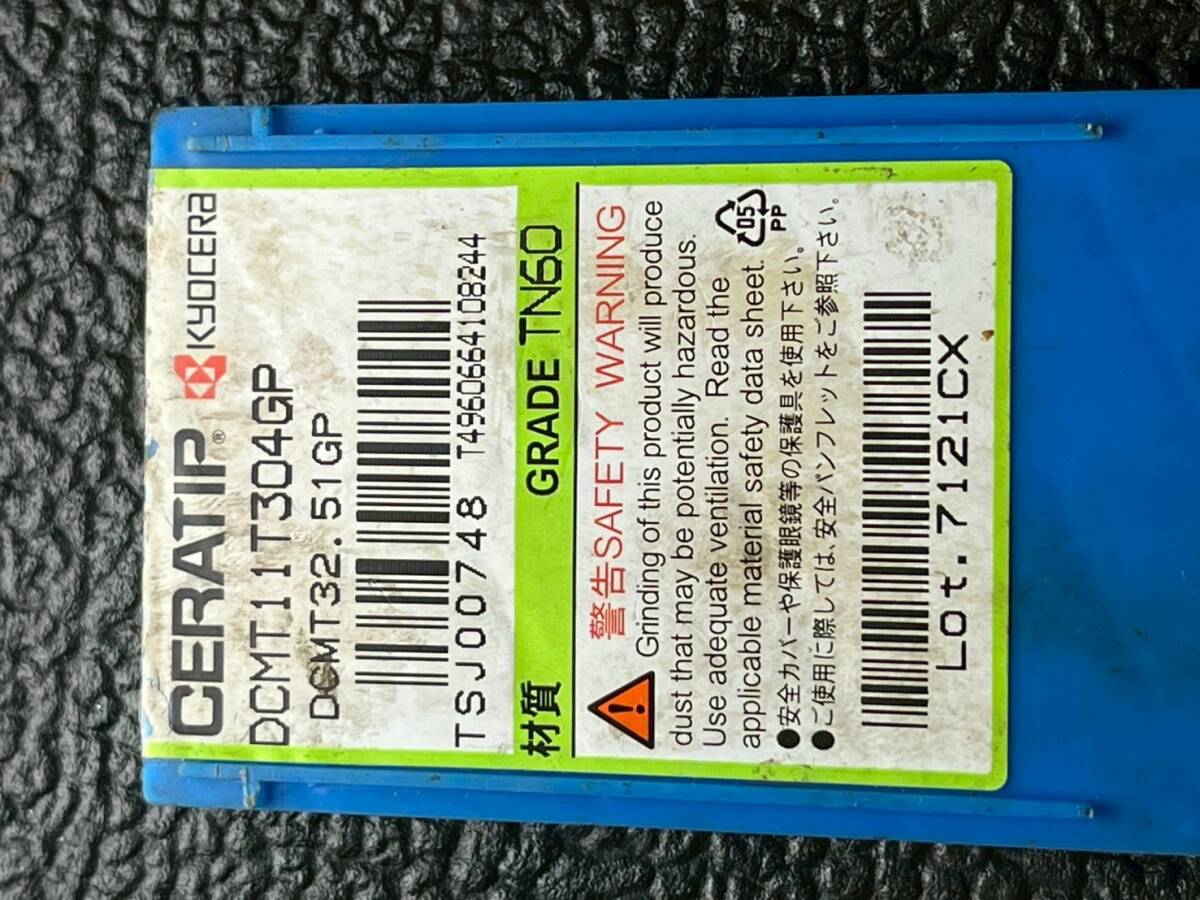 CERATIP® KYOCERA
DCMT11T304GP
DCMT32.51GP
TSJ00748 T4960664108244
材質 GRADE TN60
警告SAFETY WARNING
Grinding of this product will produce
dust that may be potentially hazardous.
Use adequate ventilation. Read the
applicable material safety data sheet.
05
PP
●安全カバーや保護眼鏡等の保護具を使用下さい。
●ご使用に際しては、安全パンフレットをご参照下さい。
Lot.7121CX